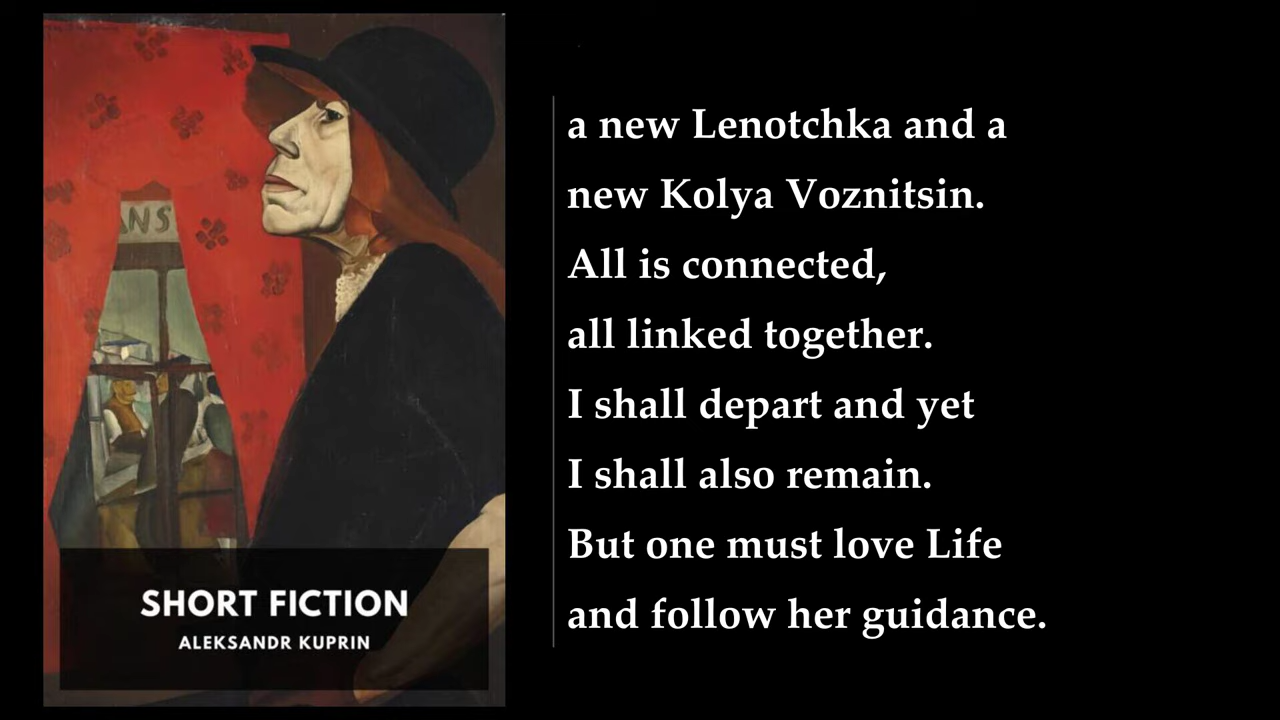 ANS
SHORT FICTION
ALEKSANDR KUPRIN
a new Lenotchka and a
new Kolya Voznitsin.
All is connected,
all linked together.
I shall depart and yet
I shall also remain.
But one must love Life
and follow her guidance.